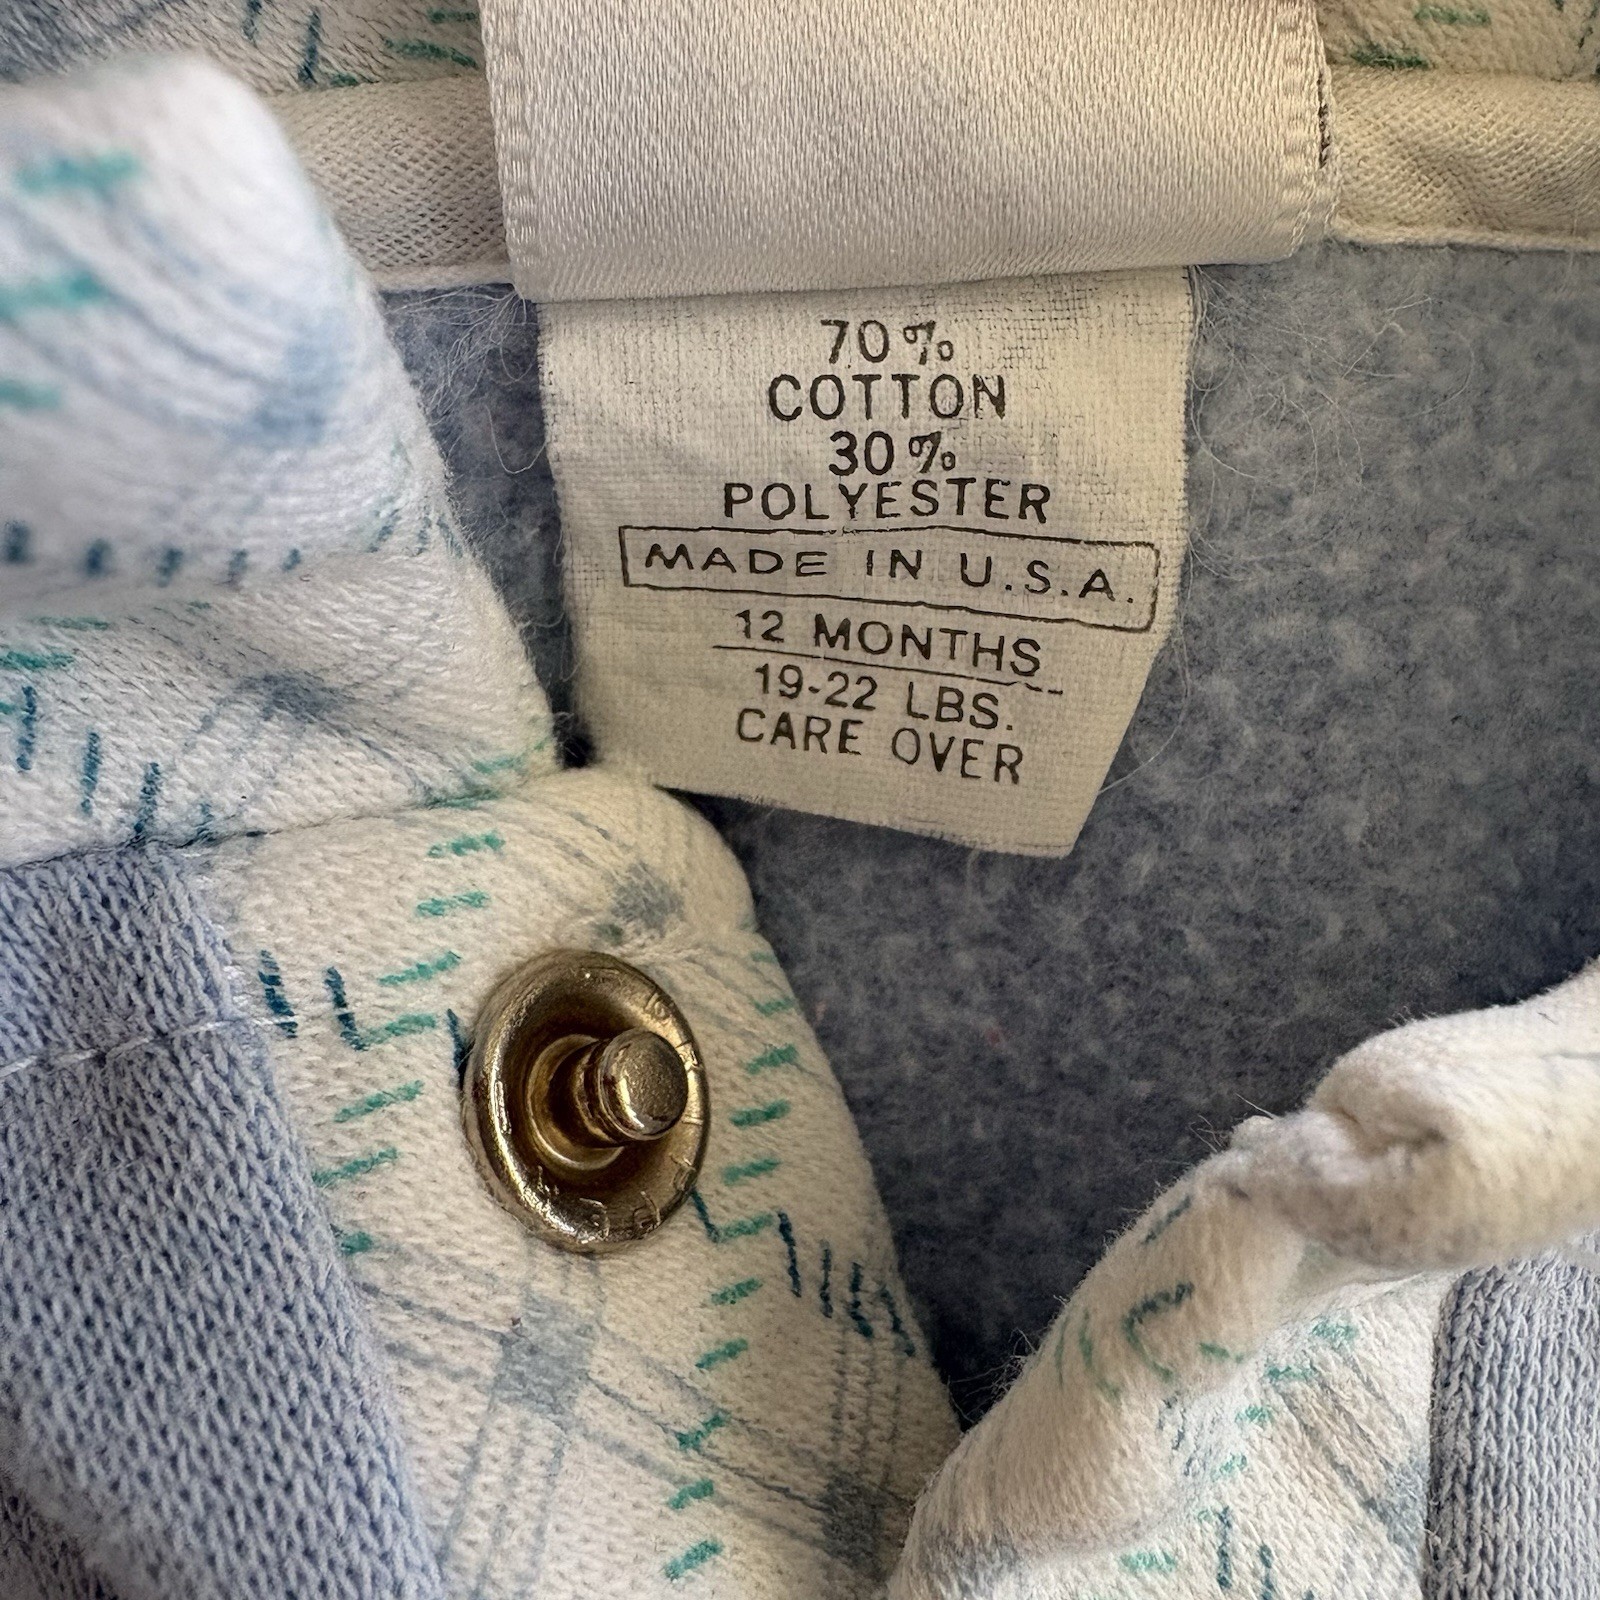 70%
COTTON
30%
POLYESTER
MADE IN U.S.A.
12 MONTHS
19-22 LBS.
CARE OVER